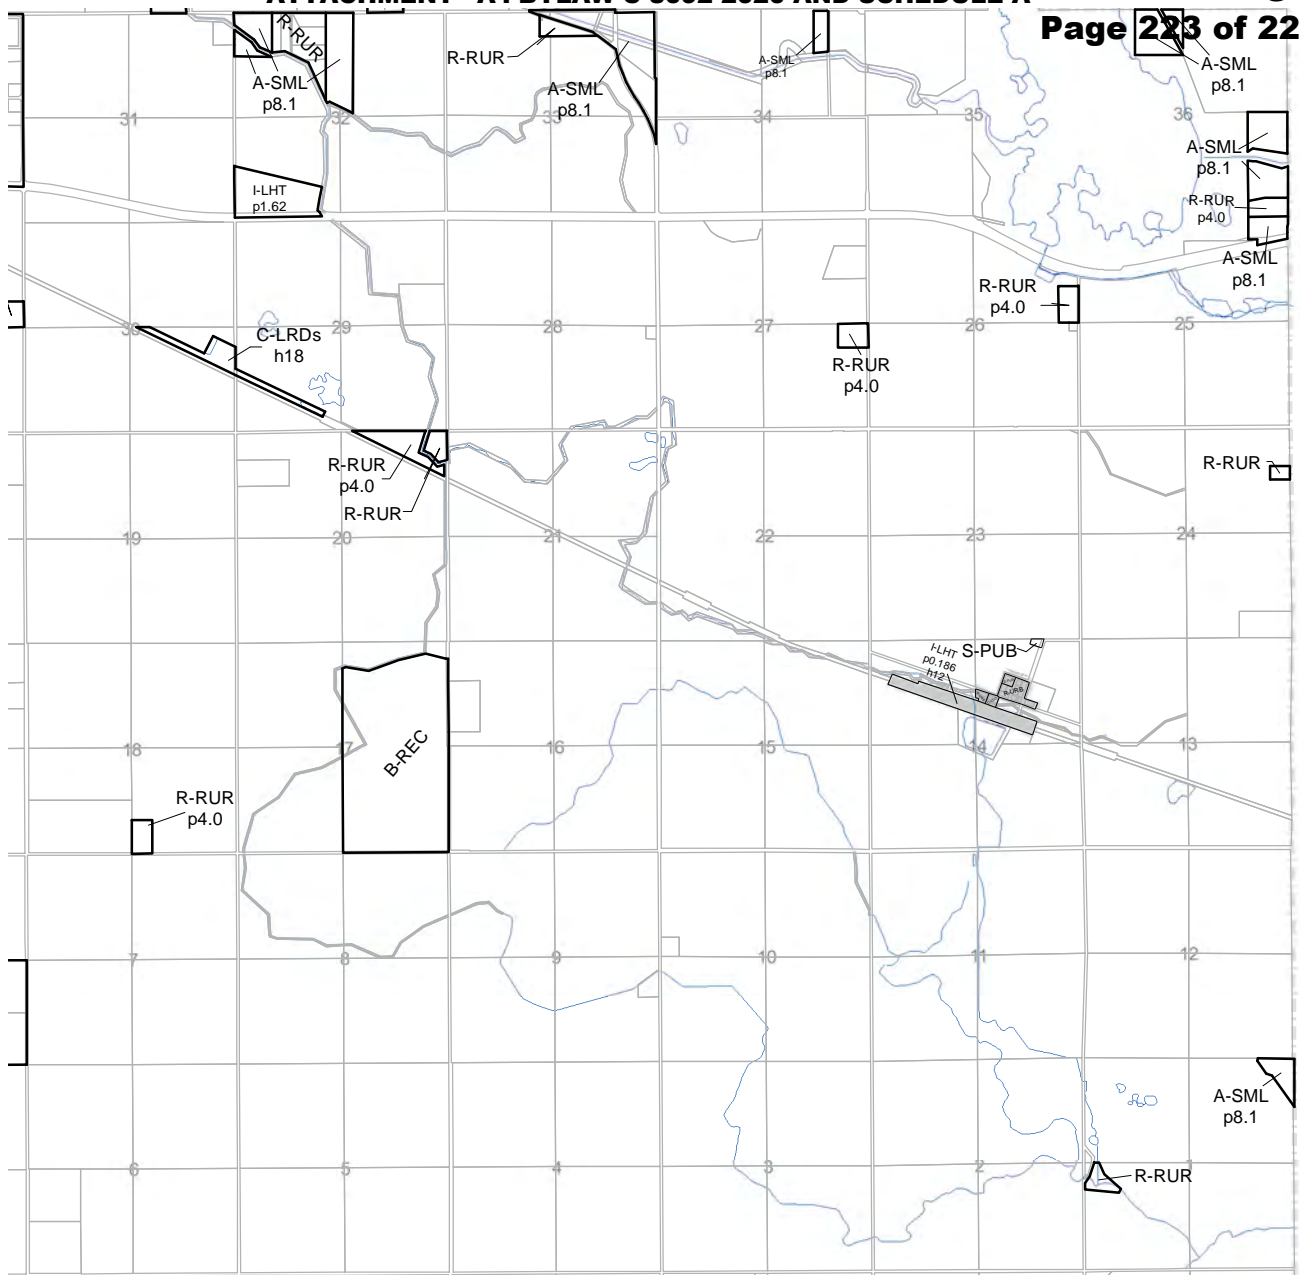 Page 223 of 22
R-RUR
A-SML
p8.1
R-RUR
A-SML
p8.1
A-SML
p8.1
A-SML
p8.1
31
32
33
34
35
36
A-SML
p8.1
I-LHT
p1.62
R-RUR
p4.0
A-SML
p8.1
R-RUR
p4.0
30
29
28
27
26
25
C-LRDs
h18
R-RUR
p4.0
R-RUR
p4.0
R-RUR
R-RUR
19
20
21
22
23
24
I-LHT
p0.186
h12
S-PUB
R-URB
18
17
16
15
14
13
B-REC
R-RUR
p4.0
7
8
9
10
11
12
A-SML
p8.1
6
5
4
3
2
1
R-RUR